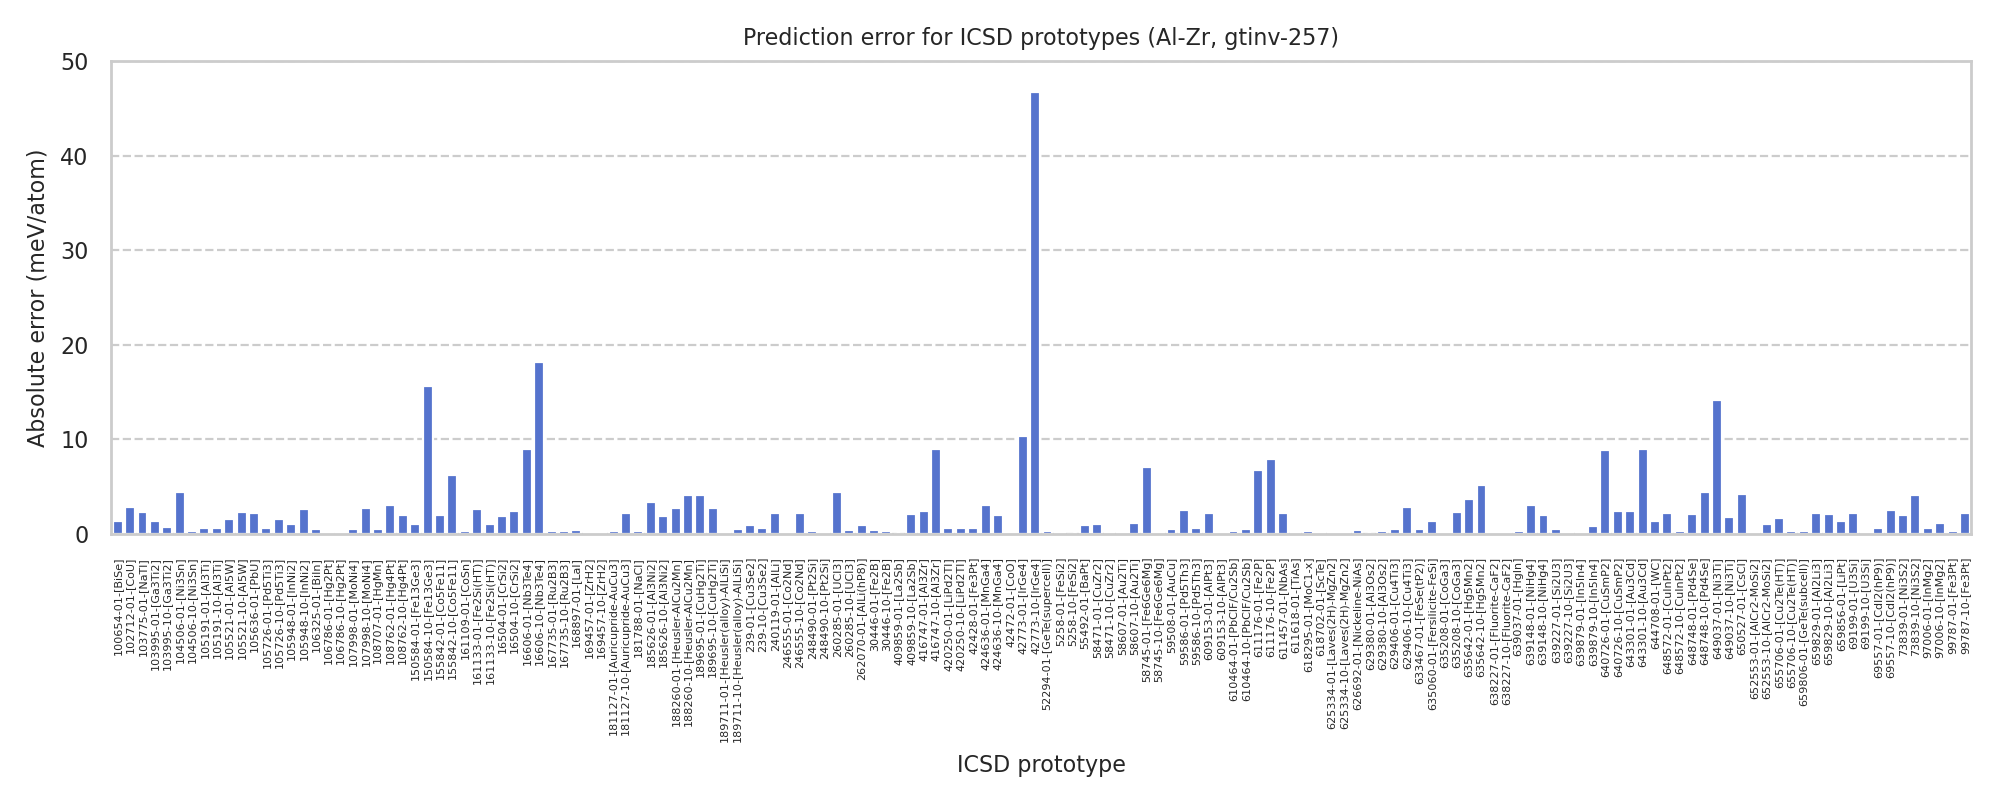 Prediction error for ICSD prototypes (Al-Zr, gtinv-257)
50
40
30
20
10
0
Absolute error (meV/atom)
100654-01-[BiSe]
102712-01-[CoU]
103775-01-[NaTl]
103995-01-[Ga3Ti2]
103995-10-[Ga3Ti2]
104506-01-[Ni3Sn]
104506-10-[Ni3Sn]
105191-01-[Al3Ti]
105191-10-[Al3Ti]
105521-01-[Al5W]
105521-10-[Al5W]
105636-01-[PbU]
105726-01-[Pd5Ti3]
105726-10-[Pd5Ti3]
105948-01-[InNi2]
105948-10-[InNi2]
106325-01-[BiIn]
106786-01-[Hg2Pt]
106786-10-[Hg2Pt]
107998-01-[MoNi4]
107998-10-[MoNi4]
108707-01-[HgMn]
108762-01-[Hg4Pt]
108762-10-[Hg4Pt]
150584-01-[Fe13Ge3]
150584-10-[Fe13Ge3]
155842-01-[Co5Fe11]
155842-10-[Co5Fe11]
161109-01-[CoSn]
161133-01-[Fe2Si(HT)]
161133-10-[Fe2Si(HT)]
16504-01-[CrSi2]
16504-10-[CrSi2]
16606-01-[Nb3Te4]
16606-10-[Nb3Te4]
167735-01-[Ru2B3]
167735-10-[Ru2B3]
168897-01-[LaI]
169457-01-[ZrH2]
169457-10-[ZrH2]
181127-01-[Auricupride-AuCu3]
181127-10-[Auricupride-AuCu3]
181788-01-[NaCl]
185626-01-[Al3Ni2]
185626-10-[Al3Ni2]
188260-01-[Heusler-AlCu2Mn]
188260-10-[Heusler-AlCu2Mn]
189695-01-[CuHg2Ti]
189695-10-[CuHg2Ti]
189711-01-[Heusler(alloy)-AlLiSi]
189711-10-[Heusler(alloy)-AlLiSi]
239-01-[Cu3Se2]
239-10-[Cu3Se2]
240119-01-[AlLi]
246555-01-[Co2Nd]
246555-10-[Co2Nd]
248490-01-[Pt2Si]
248490-10-[Pt2Si]
260285-01-[UCl3]
260285-10-[UCl3]
262070-01-[AlLi(hP8)]
30446-01-[Fe2B]
30446-10-[Fe2B]
409859-01-[La2Sb]
409859-10-[La2Sb]
416747-01-[Al3Zr]
416747-10-[Al3Zr]
420250-01-[LiPd2Tl]
420250-10-[LiPd2Tl]
42428-01-[Fe3Pt]
424636-01-[MnGa4]
424636-10-[MnGa4]
42472-01-[CoO]
42773-01-[IrGe4]
42773-10-[IrGe4]
52294-01-[GeTe(supercell)]
5258-01-[FeSi2]
5258-10-[FeSi2]
55492-01-[BaPt]
58471-01-[CuZr2]
58471-10-[CuZr2]
58607-01-[Au2Ti]
58607-10-[Au2Ti]
58745-01-[Fe6Ge6Mg]
58745-10-[Fe6Ge6Mg]
59508-01-[AuCu]
59586-01-[Pd5Th3]
59586-10-[Pd5Th3]
609153-01-[AlPt3]
609153-10-[AlPt3]
610464-01-[PbClF/Cu2Sb]
610464-10-[PbClF/Cu2Sb]
611176-01-[Fe2P]
611176-10-[Fe2P]
611457-01-[NbAs]
611618-01-[TiAs]
618295-01-[MoC1-x]
618702-01-[ScTe]
625334-01-[Laves(2H)-MgZn2]
625334-10-[Laves(2H)-MgZn2]
626692-01-[Nickeline-NiAs]
629380-01-[Al3Os2]
629380-10-[Al3Os2]
629406-01-[Cu4Ti3]
629406-10-[Cu4Ti3]
633467-01-[FeSe(tP2)]
635060-01-[Fersilicite-FeSi]
635208-01-[CoGa3]
635208-10-[CoGa3]
635642-01-[Hg5Mn2]
635642-10-[Hg5Mn2]
638227-01-[Fluorite-CaF2]
638227-10-[Fluorite-CaF2]
639037-01-[HgIn]
639148-01-[NiHg4]
639148-10-[NiHg4]
639227-01-[Si2U3]
639227-10-[Si2U3]
639879-01-[In5In4]
639879-10-[In5In4]
640726-01-[CuSmP2]
640726-10-[CuSmP2]
643301-01-[Au3Cd]
643301-10-[Au3Cd]
644708-01-[WC]
648572-01-[CuInPt2]
648572-10-[CuInPt2]
648748-01-[Pd4Se]
648748-10-[Pd4Se]
649037-01-[Ni3Ti]
649037-10-[Ni3Ti]
650527-01-[CsCl]
652553-01-[AlCr2-MoSi2]
652553-10-[AlCr2-MoSi2]
655706-01-[Cu2Te(HT)]
655706-10-[Cu2Te(HT)]
659806-01-[GeTe(subcell)]
659829-01-[Al2Li3]
659829-10-[Al2Li3]
659856-01-[LiPt]
69199-01-[U3Si]
69199-10-[U3Si]
69557-01-[CdI2(hP9)]
69557-10-[CdI2(hP9)]
73839-01-[Ni3S2]
73839-10-[Ni3S2]
97006-01-[InMg2]
97006-10-[InMg2]
99787-01-[Fe3Pt]
99787-10-[Fe3Pt]
ICSD prototype